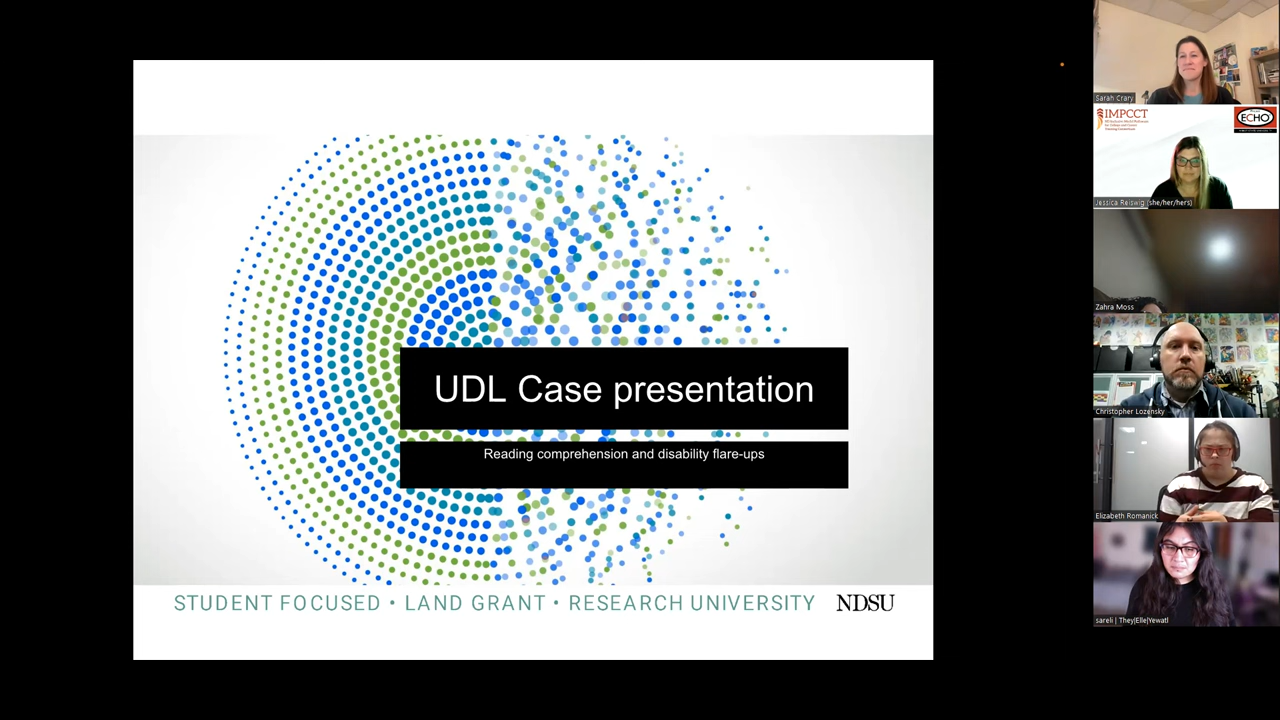 UDL Case presentation
Reading comprehension and disability flare-ups
STUDENT FOCUSED • LAND GRANT • RESEARCH UNIVERSITY NDSU
Sarah Crary
IMPCCT
ECHO
Jessica Reiswig (she/her/hers)
Zahra Moss
Christopher Lozensky
Elizabeth Romanick
sareli | They|Elle|Yewatl